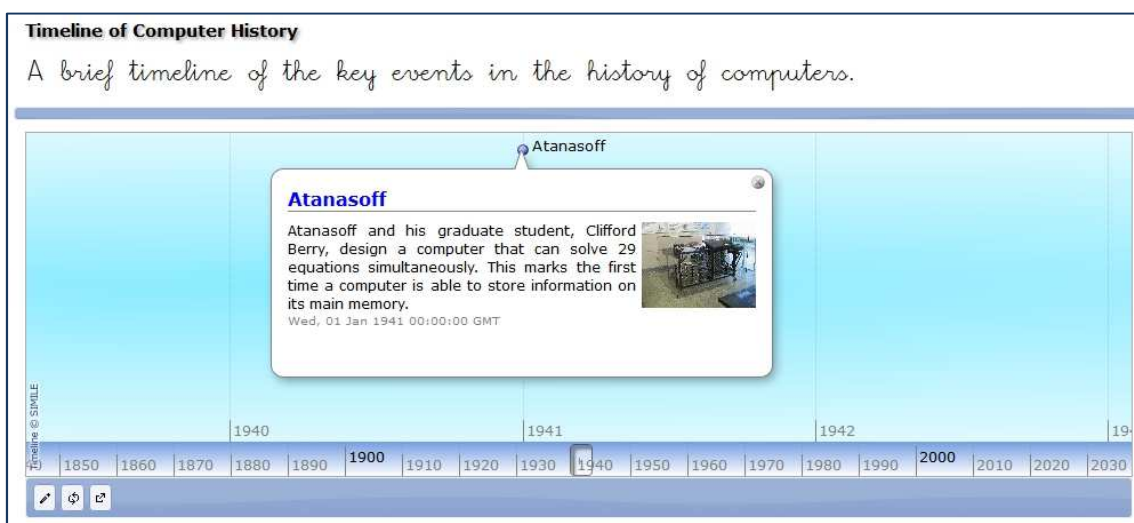 Timeline of Computer History
A brief timeline of the key events in the history of computers.
Atanasoff
Atanasoff
Atanasoff and his graduate student, Clifford
Berry, design a computer that can solve 29
equations simultaneously. This marks the first
time a computer is able to store information on
its main memory.
Wed, 01 Jan 1941 00:00:00 GMT
Timeline © SIMILE
1940 1941 1942
1850 1860 1870 1880 1890 1900 1910 1920 1930 1940 1950 1960 1970 1980 1990 2000 2010 2020 2030